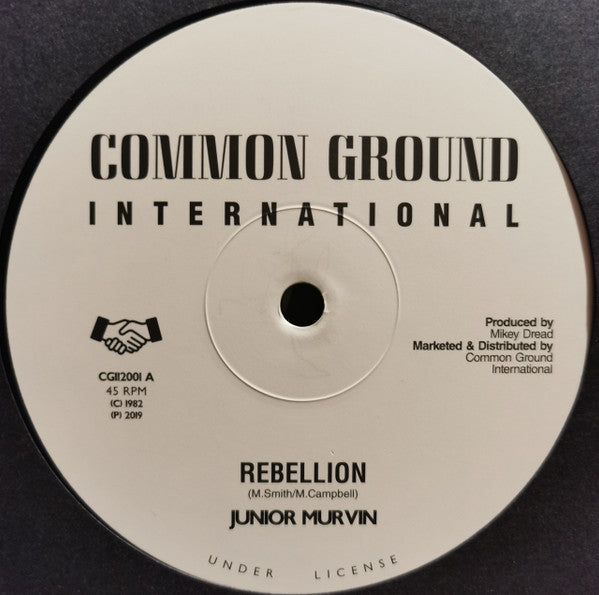 COMMON GROUND
INTERNATIONAL
CG112001 A
45 RPM
(C) 1982
(P) 2019
Produced by
Mikey Dread
Marketed & Distributed by
Common Ground
International
REBELLION
(M.Smith/M.Campbell)
JUNIOR MURVIN
UNDER LICENSE